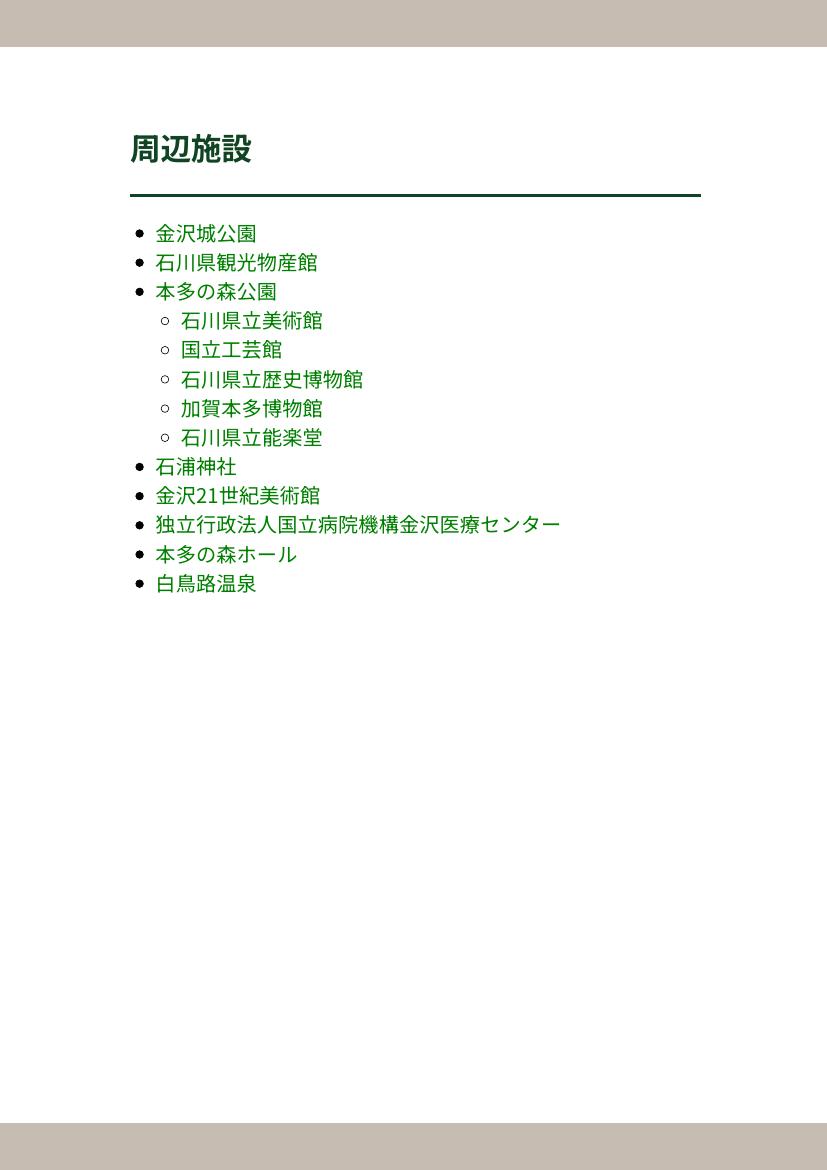 周辺施設
金沢城公園
石川県観光物産館
本多の森公園
石川県立美術館
国立工芸館
石川県立歴史博物館
加賀本多博物館
石川県立能楽堂
石浦神社
金沢21世紀美術館
独立行政法人国立病院機構金沢医療センター
本多の森ホール
白鳥路温泉